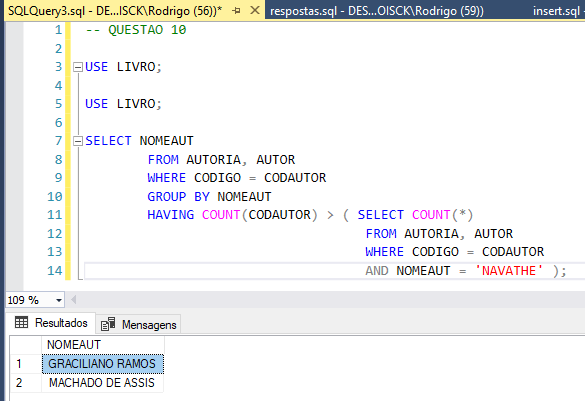 SQLQuery3.sql - DE...ISCK\Rodrigo (56))* respostas.sql - DES...OISCK\Rodrigo (59)) insert.sql -
1 -- QUESTAO 10
2
3 USE LIVRO;
4
5 USE LIVRO;
6
7 SELECT NOMEAUT
8 FROM AUTORIA, AUTOR
9 WHERE CODIGO = CODAUTOR
10 GROUP BY NOMEAUT
11 HAVING COUNT(CODAUTOR) > ( SELECT COUNT(*)
12 FROM AUTORIA, AUTOR
13 WHERE CODIGO = CODAUTOR
14 AND NOMEAUT = 'NAVATHE' );
109 %
Resultados Mensagens
NOMEAUT
1 GRACILIANO RAMOS
2 MACHADO DE ASSIS